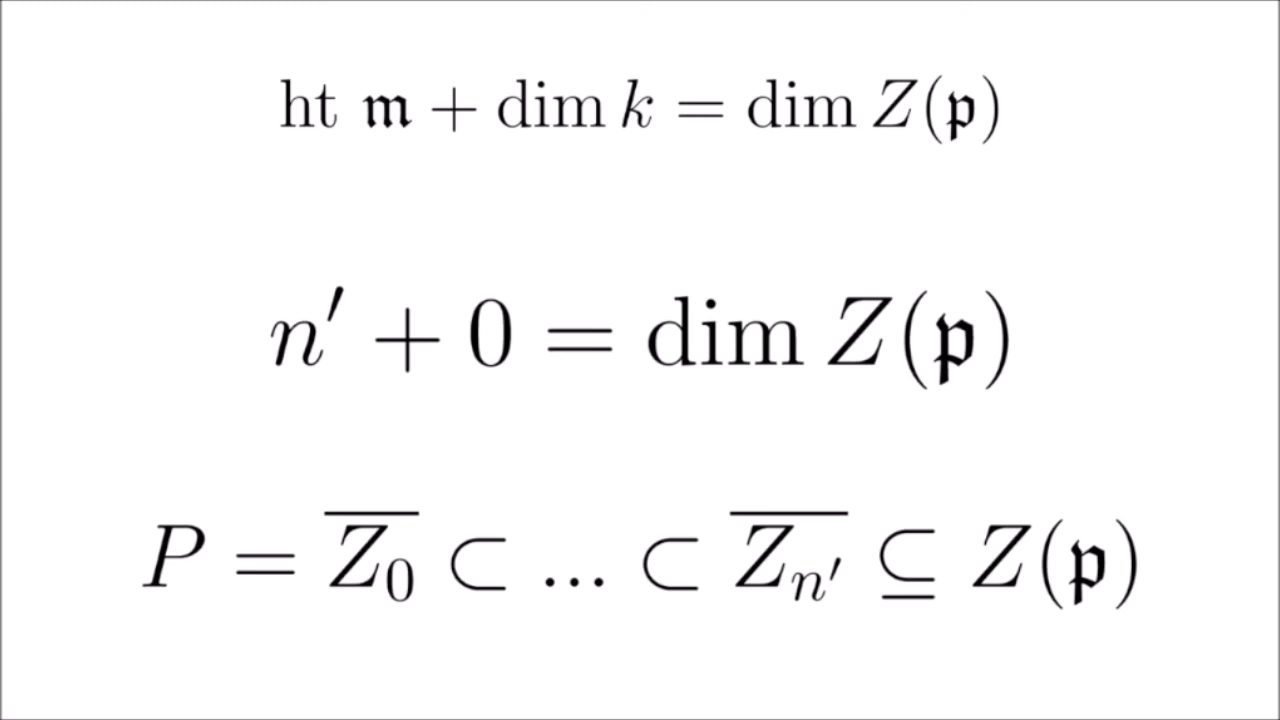 ht 𝔪 + dim k = dim Z(𝔭)
n′ + 0 = dim Z(𝔭)
P = Z̅₀ ⊂ ... ⊂ Z̅ₙ′ ⊆ Z(𝔭)